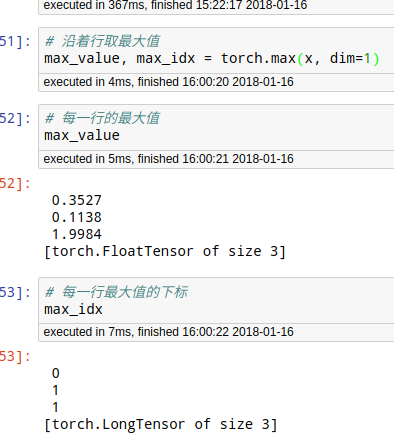 executed in 367ms, finished 15:22:17 2018-01-16
51]:
# 沿着行取最大值
max_value, max_idx = torch.max(x, dim=1)
executed in 4ms, finished 16:00:20 2018-01-16
52]:
# 每一行的最大值
max_value
executed in 5ms, finished 16:00:21 2018-01-16
52]:
0.3527
0.1138
1.9984
[torch.FloatTensor of size 3]
53]:
# 每一行最大值的下标
max_idx
executed in 7ms, finished 16:00:22 2018-01-16
53]:
0
1
1
[torch.LongTensor of size 3]